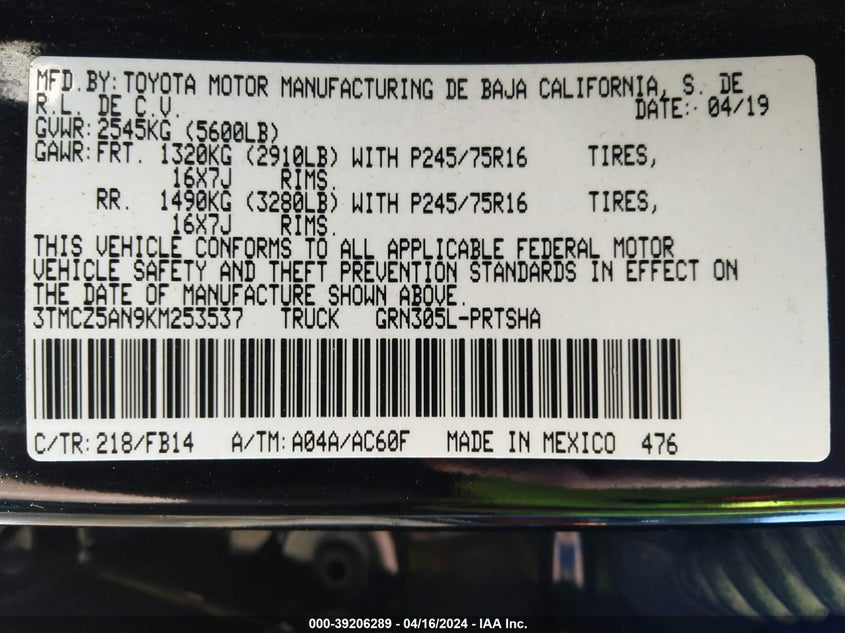 MFD.BY:TOYOTA MOTOR MANUFACTURING DE BAJA CALIFORNIA, S. DE
R.L. DE C.V. DATE: 04/19
GVWR:2545KG (5600LB)
GAWR:FRT. 1320KG (2910LB) WITH P245/75R16 TIRES,
16X7J RIMS.
RR. 1490KG (3280LB) WITH P245/75R16 TIRES,
16X7J RIMS.
THIS VEHICLE CONFORMS TO ALL APPLICABLE FEDERAL MOTOR
VEHICLE SAFETY AND THEFT PREVENTION STANDARDS IN EFFECT ON
THE DATE OF MANUFACTURE SHOWN ABOVE.
3TMCZ5AN9KM253537 TRUCK GRN305L-PRTSHA
C/TR:218/FB14 A/TM:A04A/AC60F MADE IN MEXICO 476
000-39206289 - 04/16/2024 - IAA Inc.